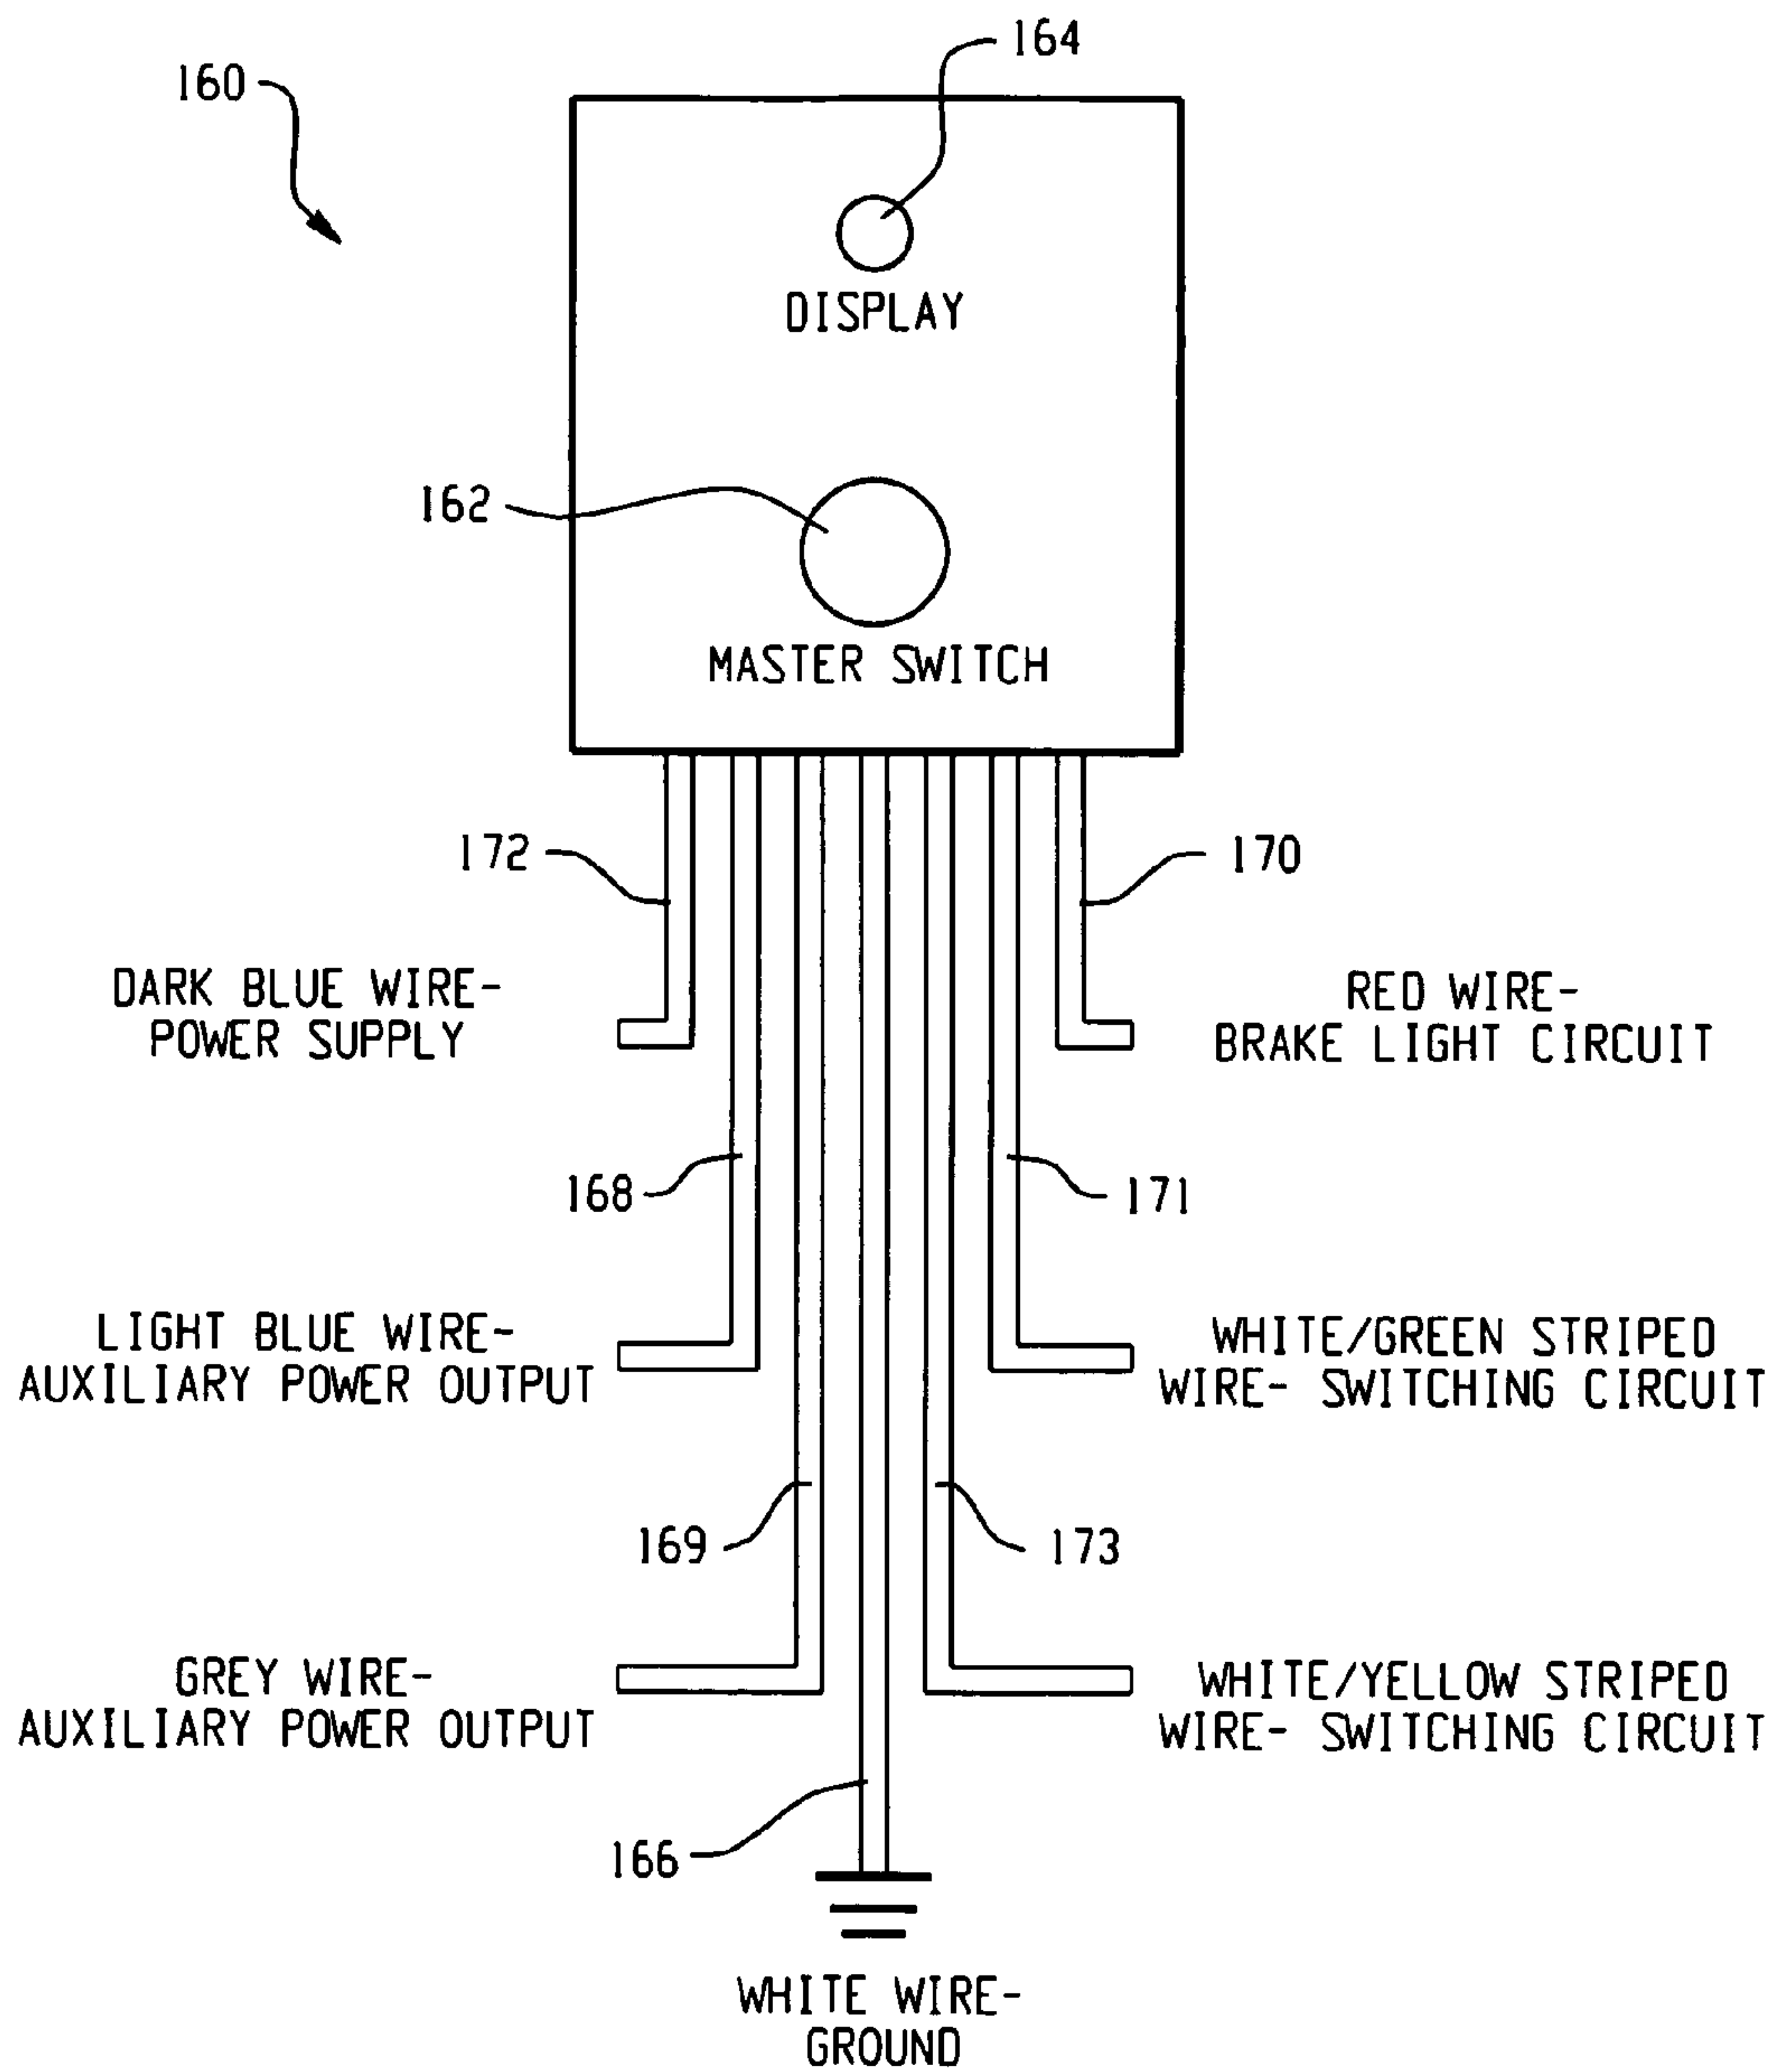 164
160
DISPLAY
162
MASTER SWITCH
172
170
DARK BLUE WIRE-
POWER SUPPLY
RED WIRE-
BRAKE LIGHT CIRCUIT
168
171
LIGHT BLUE WIRE-
AUXILIARY POWER OUTPUT
WHITE/GREEN STRIPED
WIRE- SWITCHING CIRCUIT
169
173
GREY WIRE-
AUXILIARY POWER OUTPUT
WHITE/YELLOW STRIPED
WIRE- SWITCHING CIRCUIT
166
WHITE WIRE-
GROUND